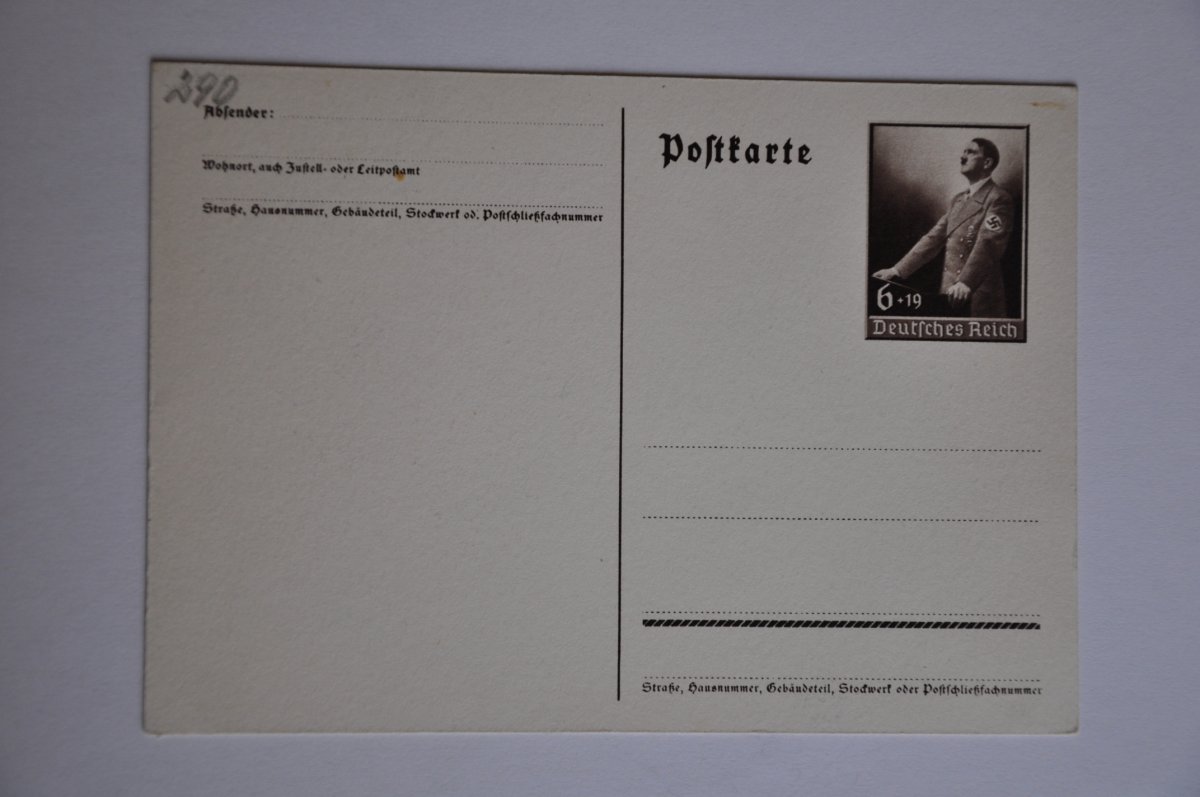 290
Absender:
Wohnort, auch Zustell- oder Leitpostamt
Straße, Hausnummer, Gebäudeteil, Stockwerk od. Postschließfachnummer
Postkarte
6+19
Deutsches Reich
Straße, Hausnummer, Gebäudeteil, Stockwerk oder Postschließfachnummer